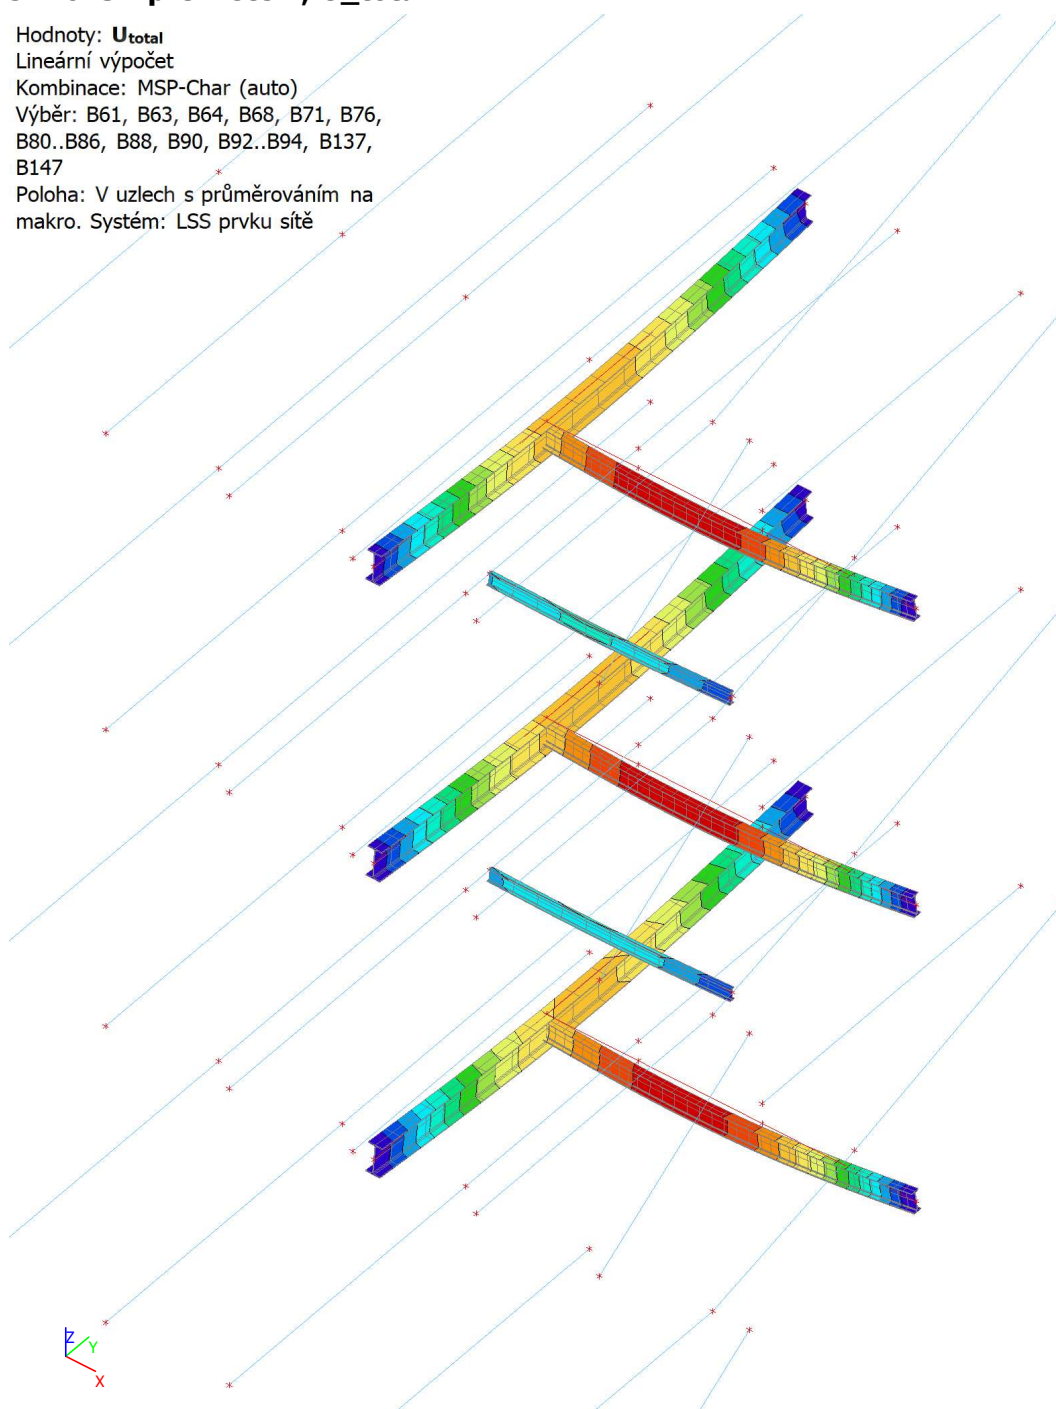 Hodnoty: Utotal
Lineární výpočet
Kombinace: MSP-Char (auto)
Výběr: B61, B63, B64, B68, B71, B76,
B80..B86, B88, B90, B92..B94, B137,
B147
Poloha: V uzlech s průměrováním na
makro. Systém: LSS prvku sítě
Z
Y
X